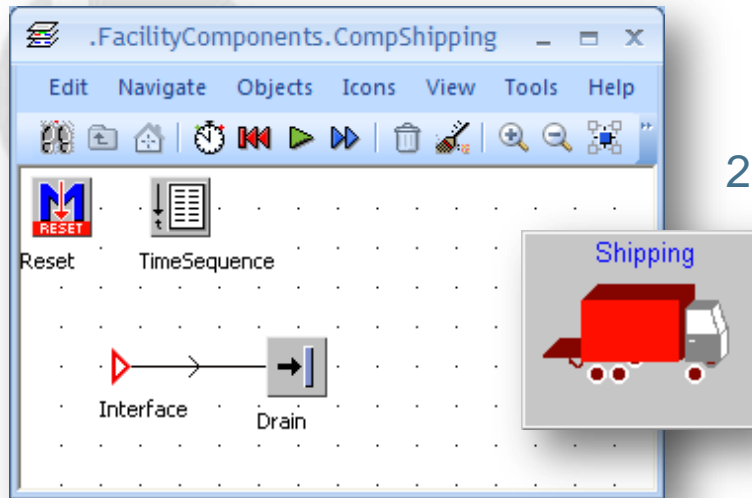 .FacilityComponents.CompShipping
Edit Navigate Objects Icons View Tools Help
2
RESET
Reset
TimeSequence
t
Shipping
Interface
Drain